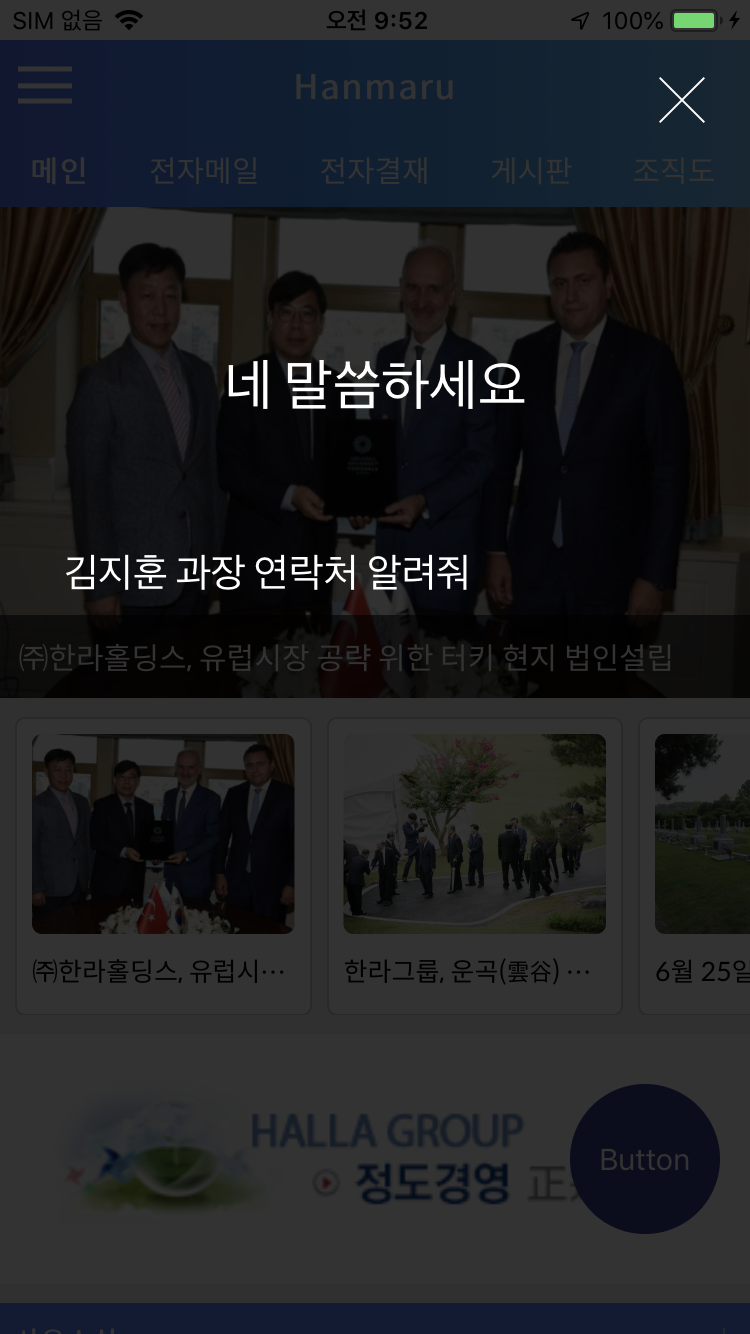 SIM 없음
오전 9:52
100%
Hanmaru
메인 전자메일 전자결재 게시판 조직도
네 말씀하세요
김지훈 과장 연락처 알려줘
㈜한라홀딩스, 유럽시장 공략 위한 터키 현지 법인설립
㈜한라홀딩스, 유럽시…
한라그룹, 운곡(雲谷) …
6월 25일
HALLA GROUP
정도경영 正
Button